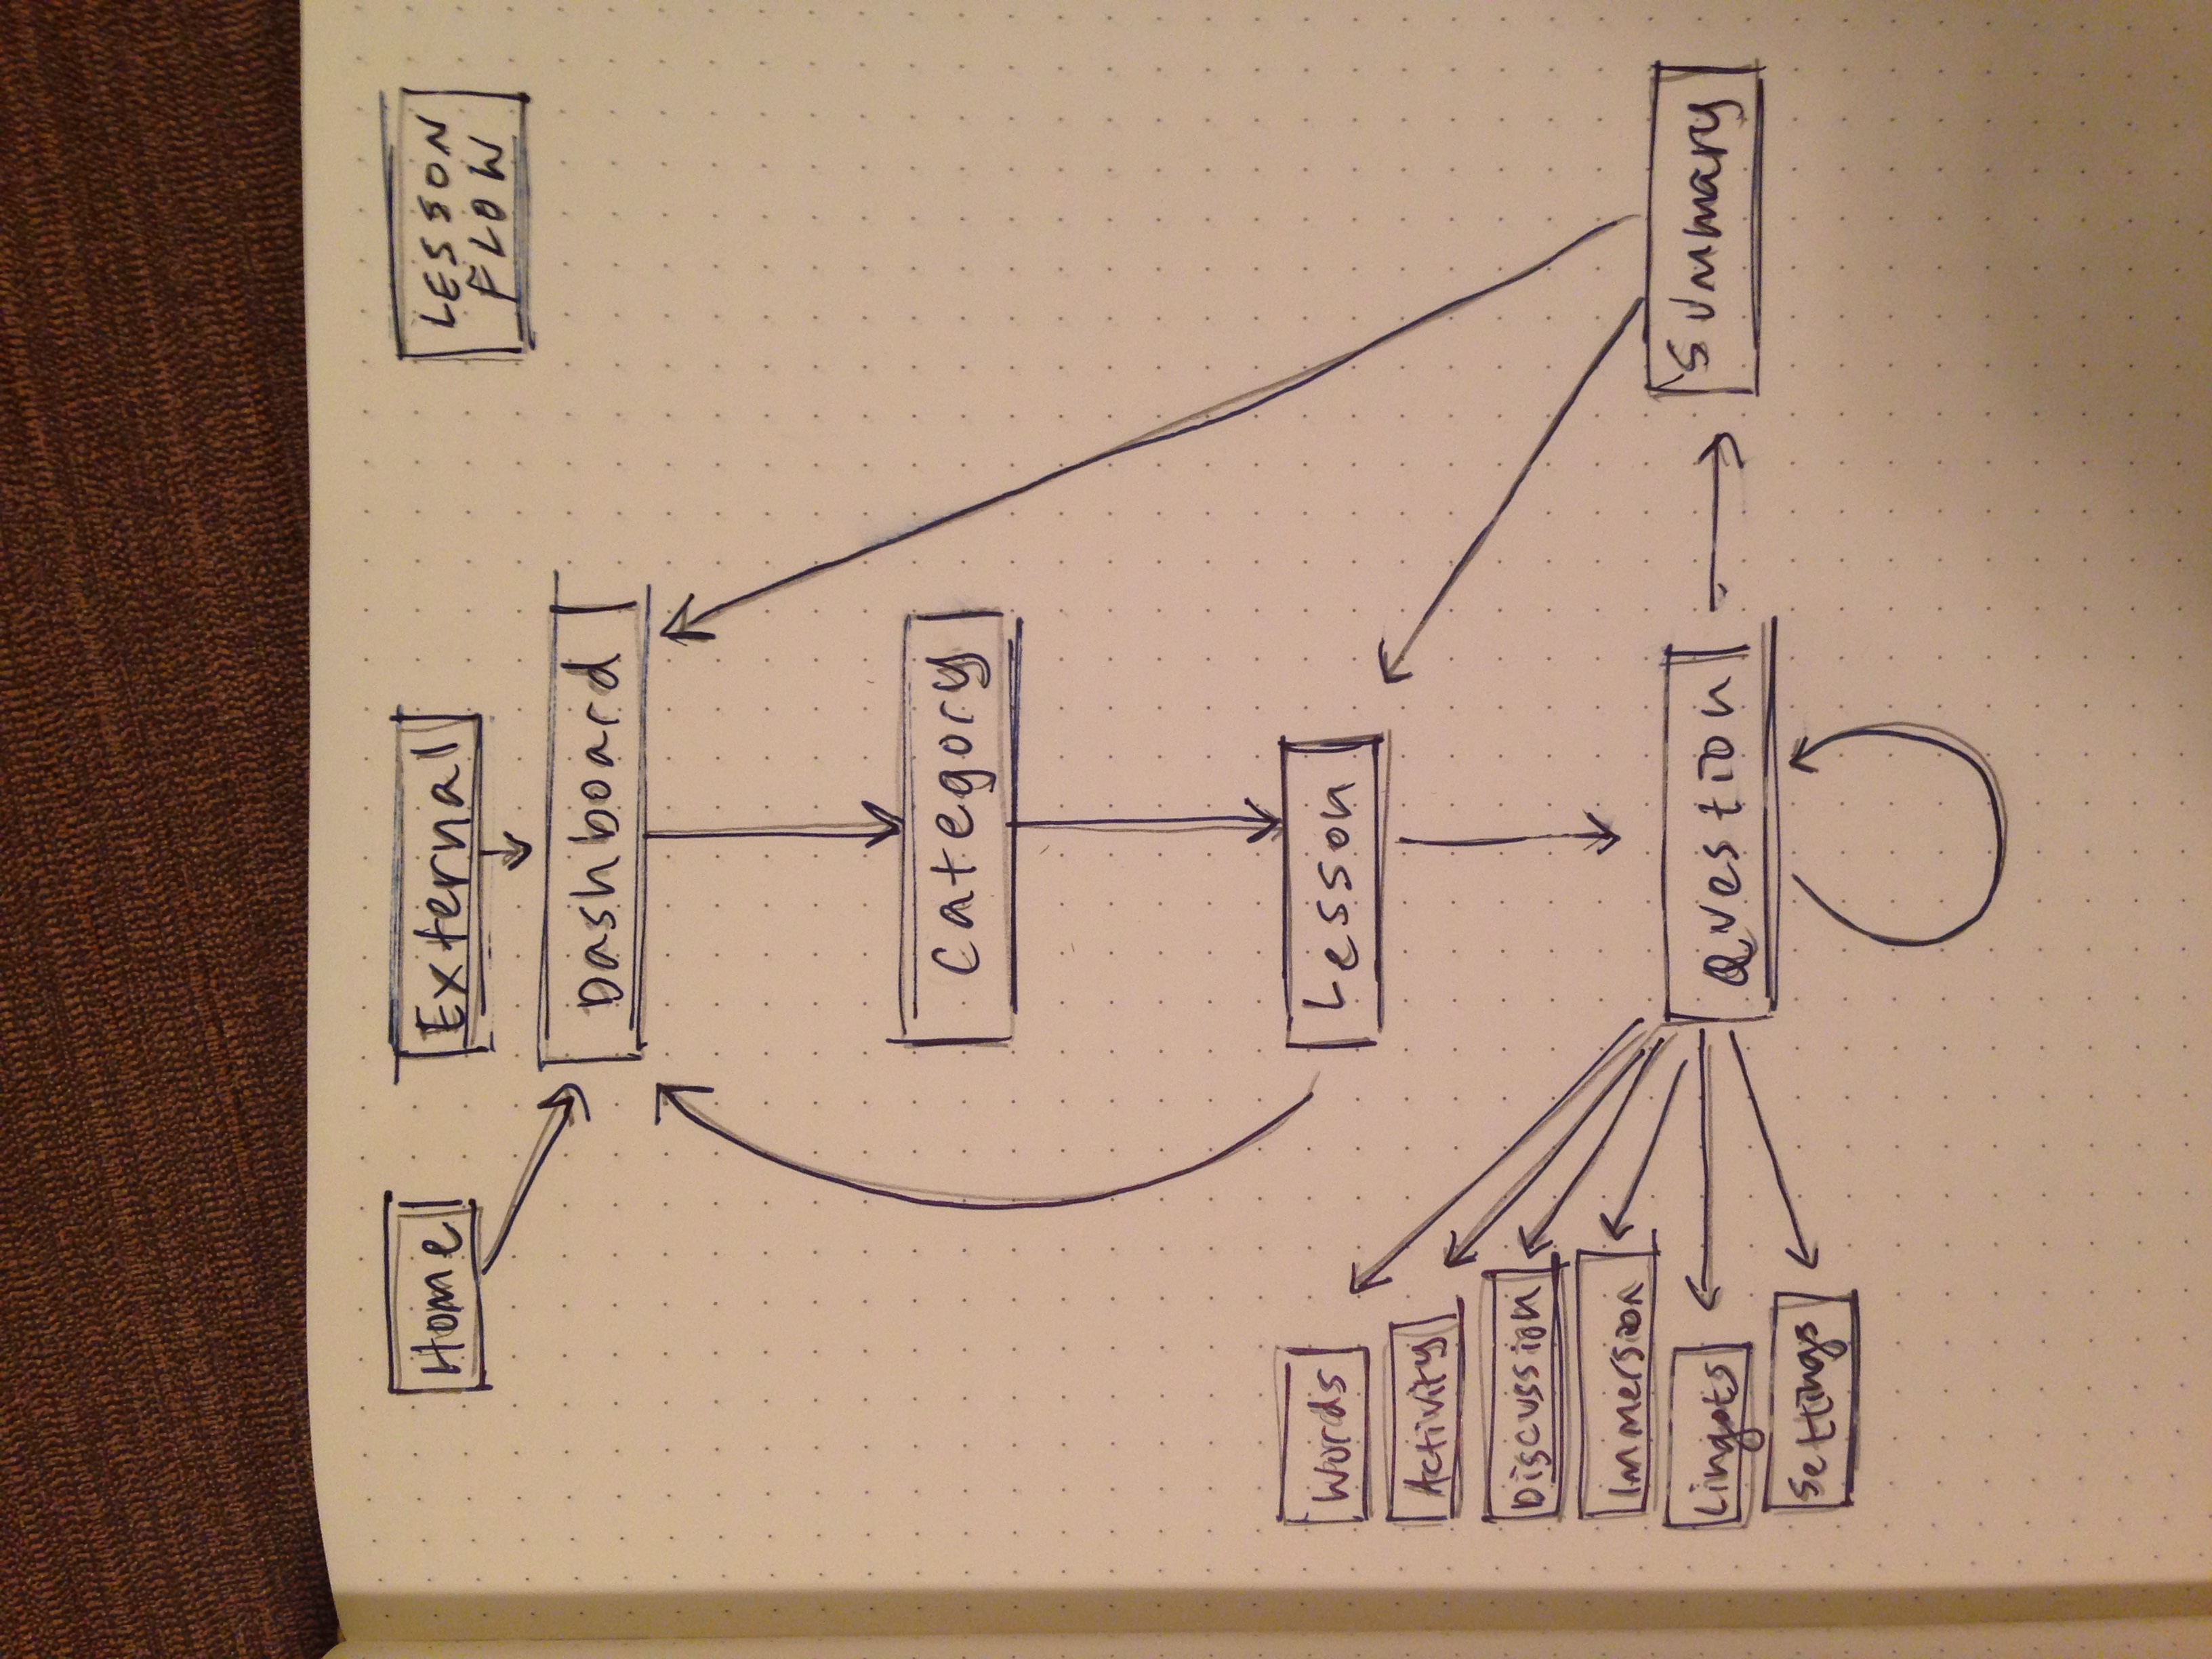 Home
External
LESSON
FLOW
Dashboard
Category
Lesson
Words
Activity
Discussion
Immersion
Lingots
Settings
Question
Summary